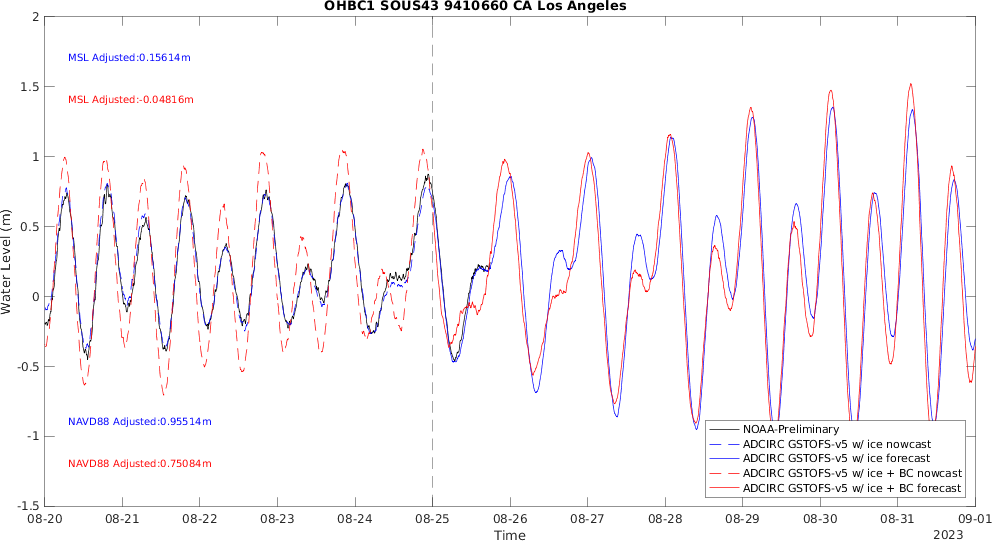 OHBC1 SOUS43 9410660 CA Los Angeles
2
1.5
1
0.5
0
-0.5
-1
-1.5
Water Level (m)
MSL Adjusted:0.15614m
MSL Adjusted:-0.04816m
NAVD88 Adjusted:0.95514m
NAVD88 Adjusted:0.75084m
NOAA-Preliminary
ADCIRC GSTOFS-v5 w/ ice nowcast
ADCIRC GSTOFS-v5 w/ ice forecast
ADCIRC GSTOFS-v5 w/ ice + BC nowcast
ADCIRC GSTOFS-v5 w/ ice + BC forecast
08-20 08-21 08-22 08-23 08-24 08-25 08-26 08-27 08-28 08-29 08-30 08-31 09-01
Time
2023